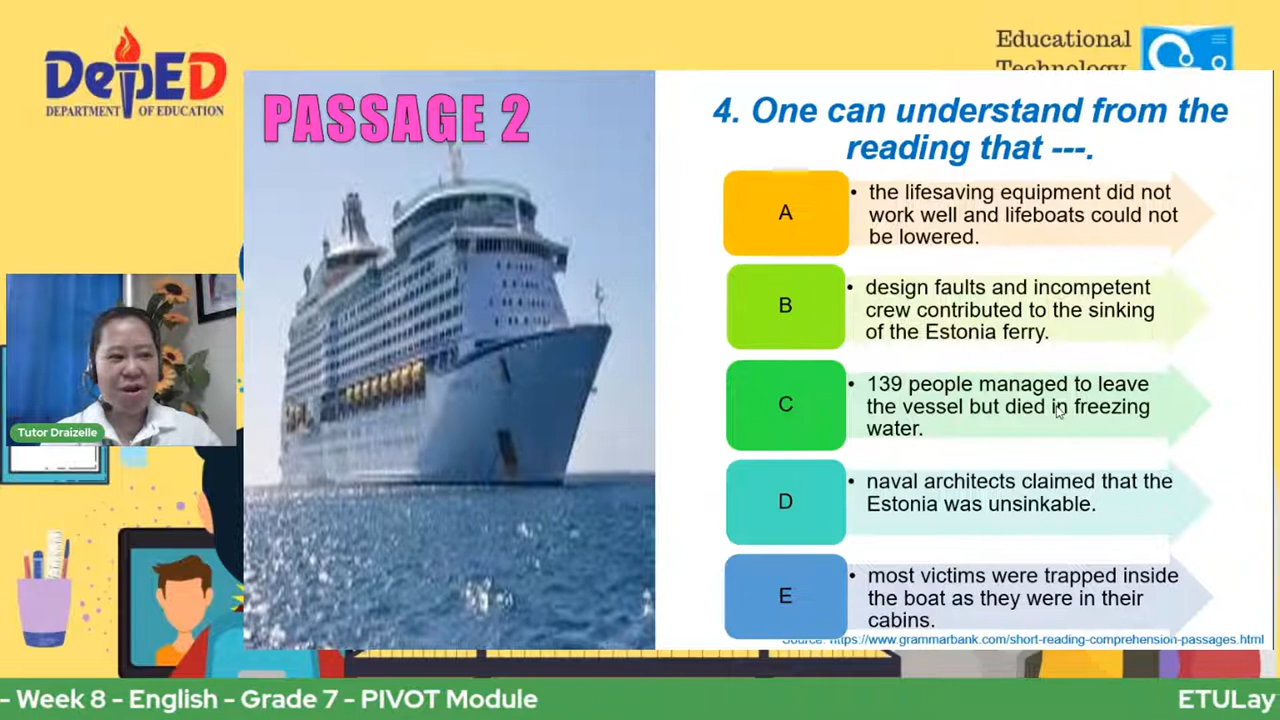 DepED
DEPARTMENT OF EDUCATION
Educational
Technology
PASSAGE 2
4. One can understand from the
reading that ---.
A
• the lifesaving equipment did not
work well and lifeboats could not
be lowered.
B
• design faults and incompetent
crew contributed to the sinking
of the Estonia ferry.
C
• 139 people managed to leave
the vessel but died in freezing
water.
D
• naval architects claimed that the
Estonia was unsinkable.
E
• most victims were trapped inside
the boat as they were in their
cabins.
Source: https://www.grammarbank.com/short-reading-comprehension-passages.html
Tutor Draizelle
- Week 8 - English - Grade 7 - PIVOT Module
ETULay